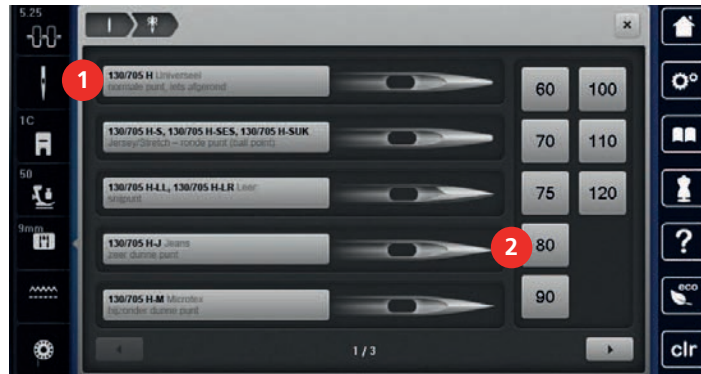 5.25
1C
50
9mm
×
1
130/705 H Universeel
normale punt, iets afgerond
130/705 H-S, 130/705 H-SES, 130/705 H-SUK
Jersey/Stretch – ronde punt (ball point)
130/705 H-LL, 130/705 H-LR Leer
snijpunt
130/705 H-J Jeans
zeer dunne punt
130/705 H-M Microtex
bijzonder dunne punt
60 100
70 110
75 120
2
80
90
1 / 3
?
eco
clr